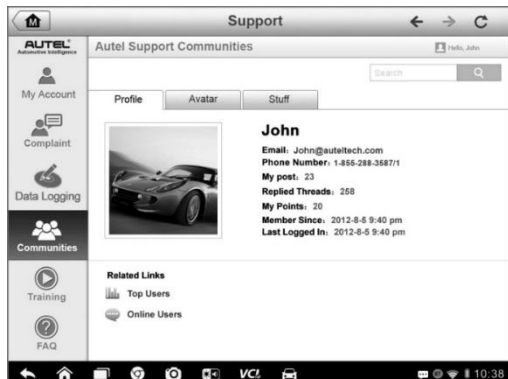 Support
AUTEL
Automotive Intelligence
Autel Support Communities
Hello, John
Search
My Account
Complaint
Data Logging
Communities
Training
FAQ
Profile
Avatar
Stuff
John
Email: John@auteltech.com
Phone Number: 1-855-288-3587/1
My post: 23
Replied Threads: 258
My Points: 20
Member Since: 2012-8-5 9:40 pm
Last Logged In: 2012-8-5 9:40 pm
Related Links
Top Users
Online Users
VCI
10:38